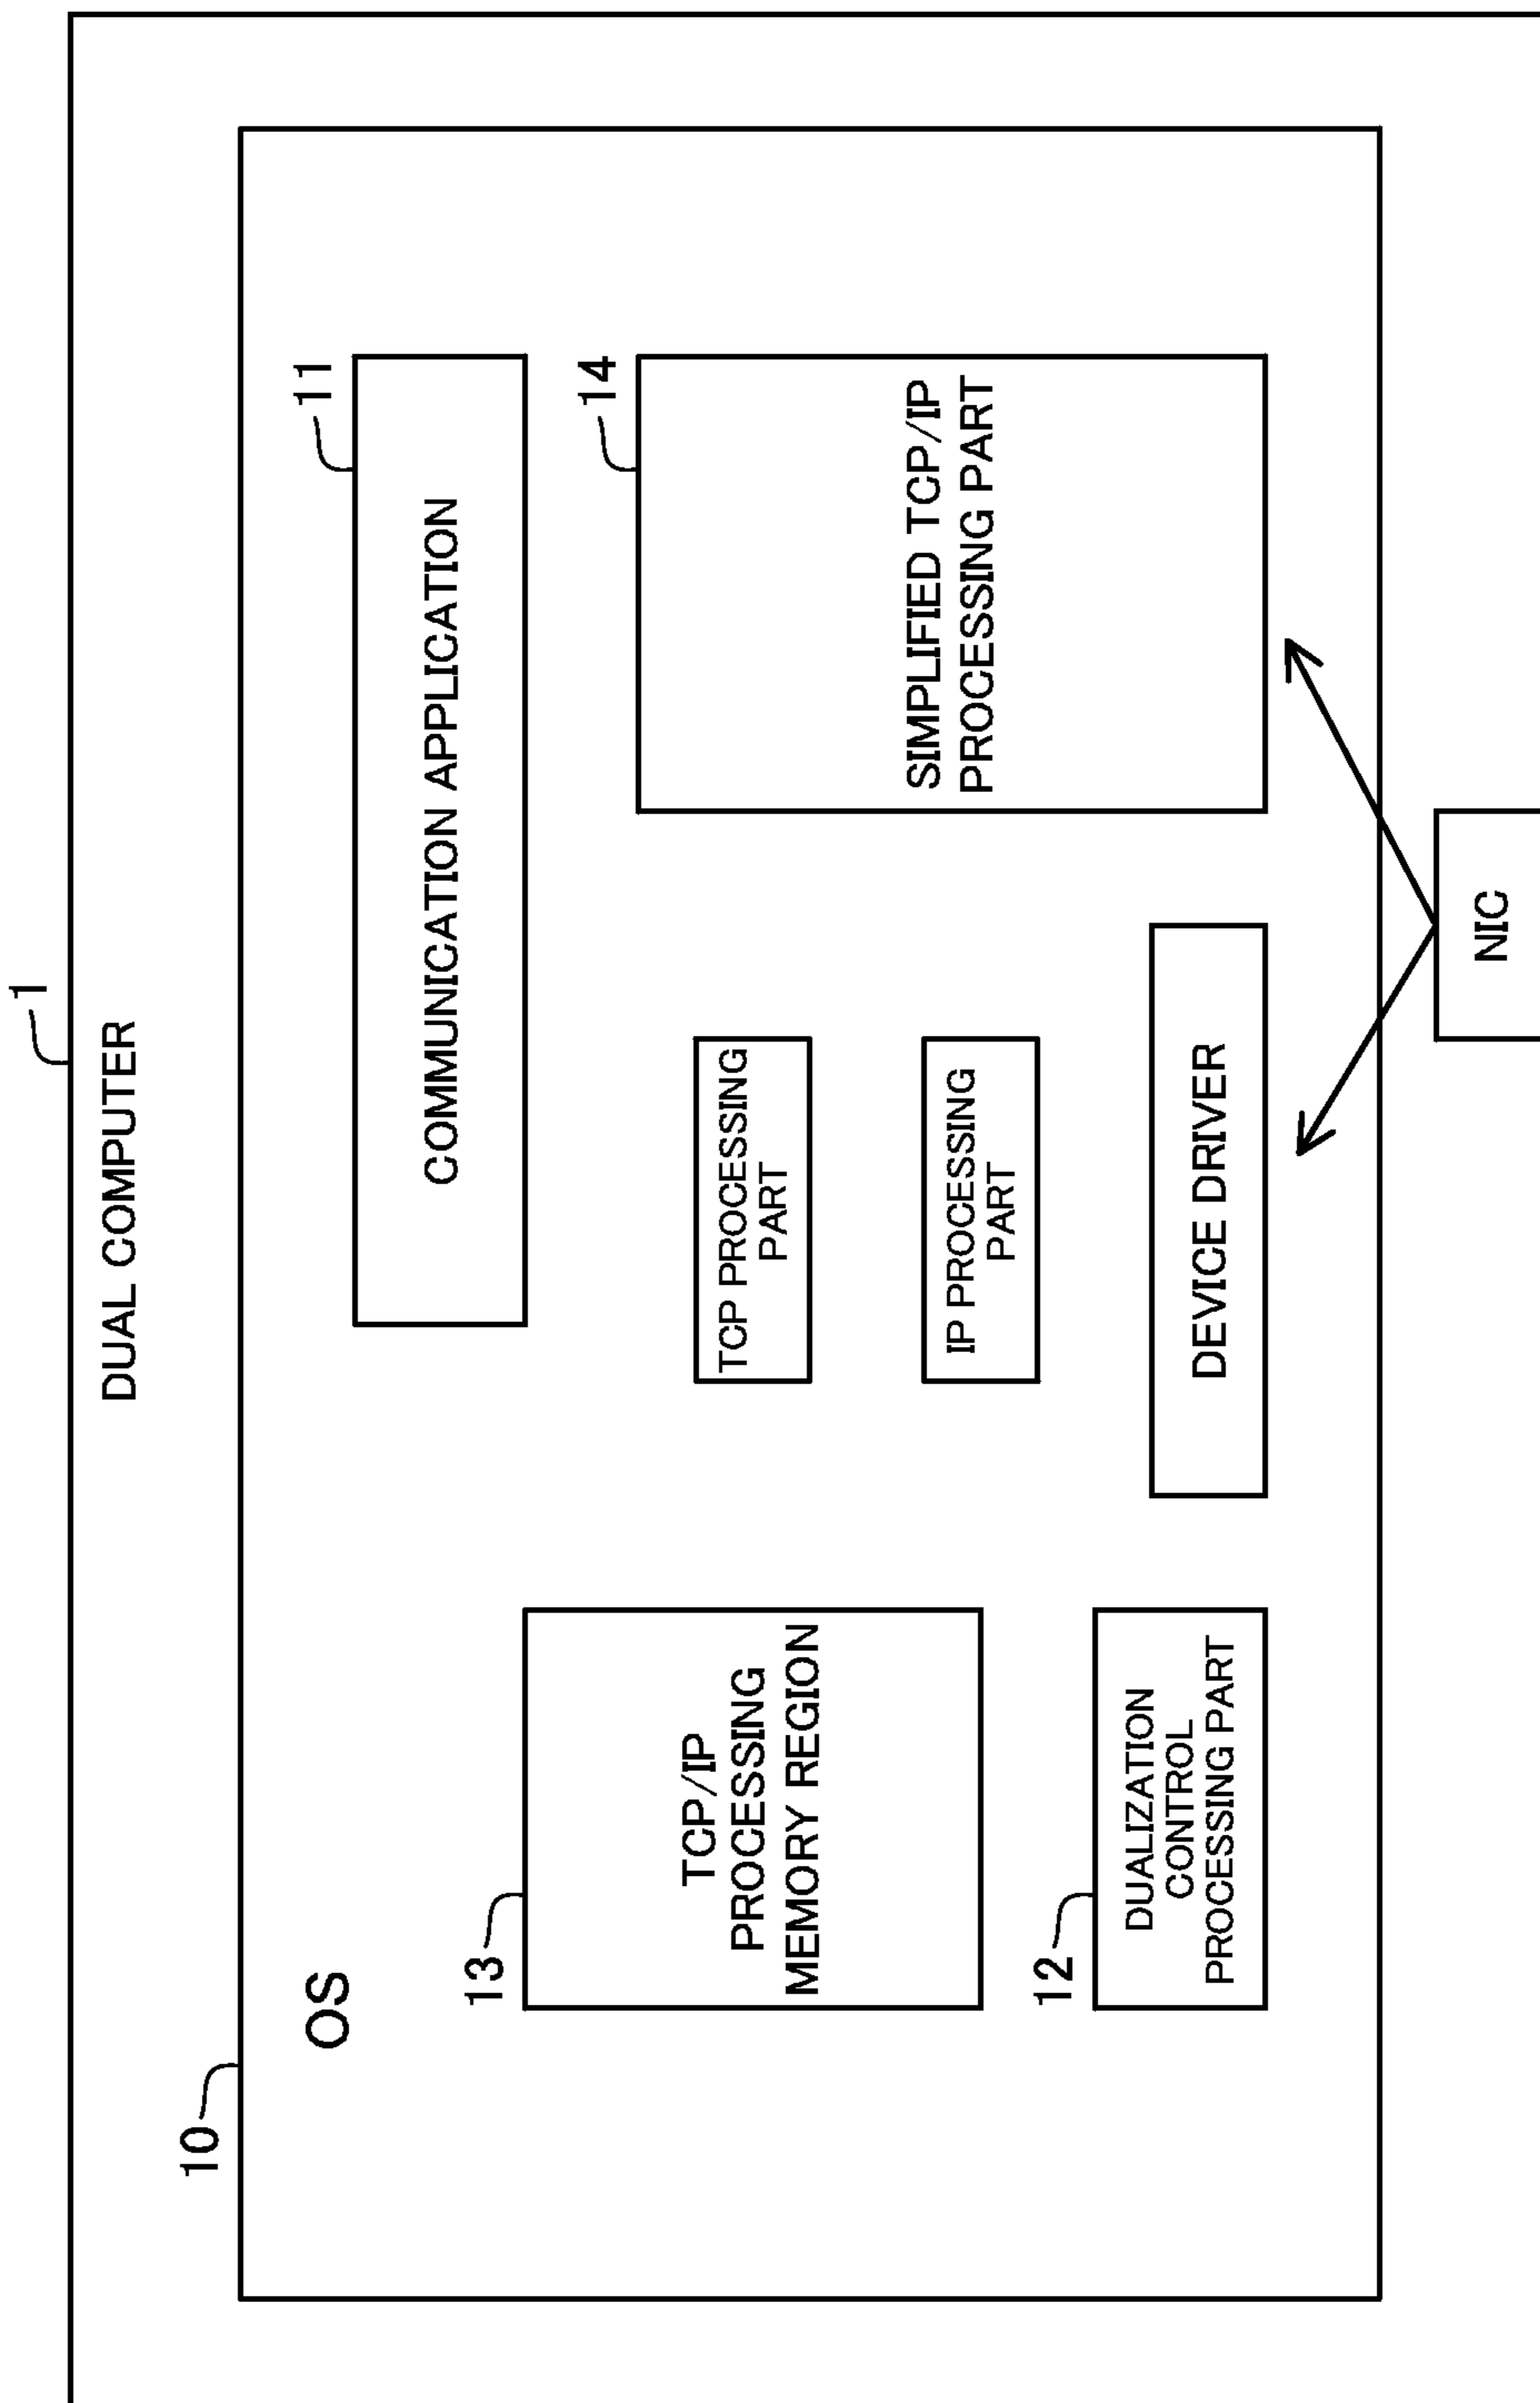 1
DUAL COMPUTER
10
OS
11
COMMUNICATION APPLICATION
13
TCP/IP
PROCESSING
MEMORY REGION
TCP PROCESSING
PART
14
SIMPLIFIED TCP/IP
PROCESSING PART
IP PROCESSING
PART
12
DUALIZATION
CONTROL
PROCESSING PART
DEVICE DRIVER
NIC